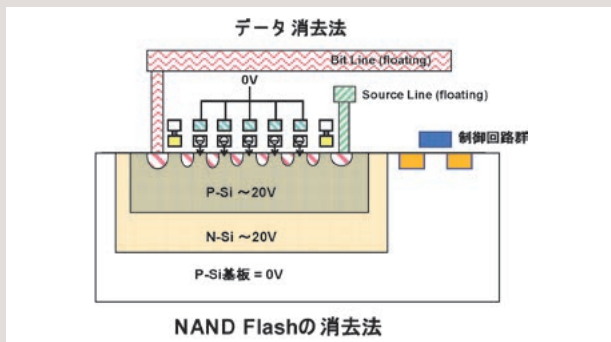 データ 消去法
Bit Line (floating)
0V
Source Line (floating)
制御回路群
P-Si ～20V
N-Si ～20V
P-Si基板 = 0V
NAND Flashの消去法